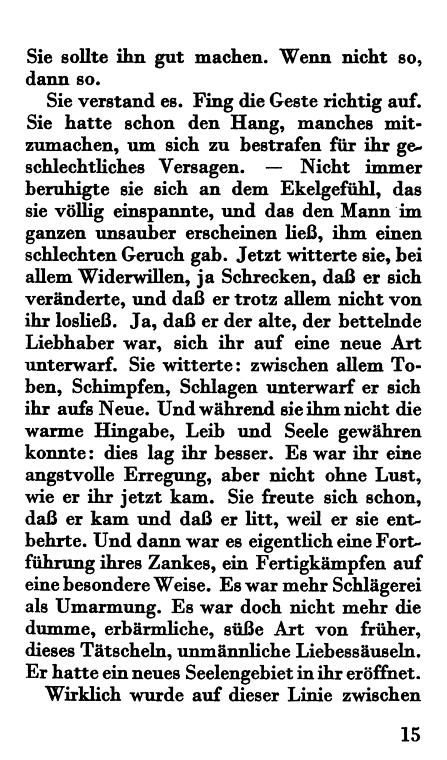 Sie sollte ihn gut machen. Wenn nicht so,
dann so.
Sie verstand es. Fing die Geste richtig auf.
Sie hatte schon den Hang, manches mit-
zumachen, um sich zu bestrafen für ihr ge-
schlechtliches Versagen. — Nicht immer
beruhigte sie sich an dem Ekelgefühl, das
sie völlig einspannte, und das den Mann im
ganzen unsauber erscheinen ließ, ihm einen
schlechten Geruch gab. Jetzt witterte sie, bei
allem Widerwillen, ja Schrecken, daß er sich
veränderte, und daß er trotz allem nicht von
ihr losließ. Ja, daß er der alte, der bettelnde
Liebhaber war, sich ihr auf eine neue Art
unterwarf. Sie witterte: zwischen allem To-
ben, Schimpfen, Schlagen unterwarf er sich
ihr aufs Neue. Und während sie ihm nicht die
warme Hingabe, Leib und Seele gewähren
konnte: dies lag ihr besser. Es war ihr eine
angstvolle Erregung, aber nicht ohne Lust,
wie er ihr jetzt kam. Sie freute sich schon,
daß er kam und daß er litt, weil er sie ent-
behrte. Und dann war es eigentlich eine Fort-
führung ihres Zankes, ein Fertigkämpfen auf
eine besondere Weise. Es war mehr Schlägerei
als Umarmung. Es war doch nicht mehr die
dumme, erbärmliche, süße Art von früher,
dieses Tätscheln, unmännliche Liebessäuseln.
Er hatte ein neues Seelengebiet in ihr eröffnet.
Wirklich wurde auf dieser Linie zwischen
15